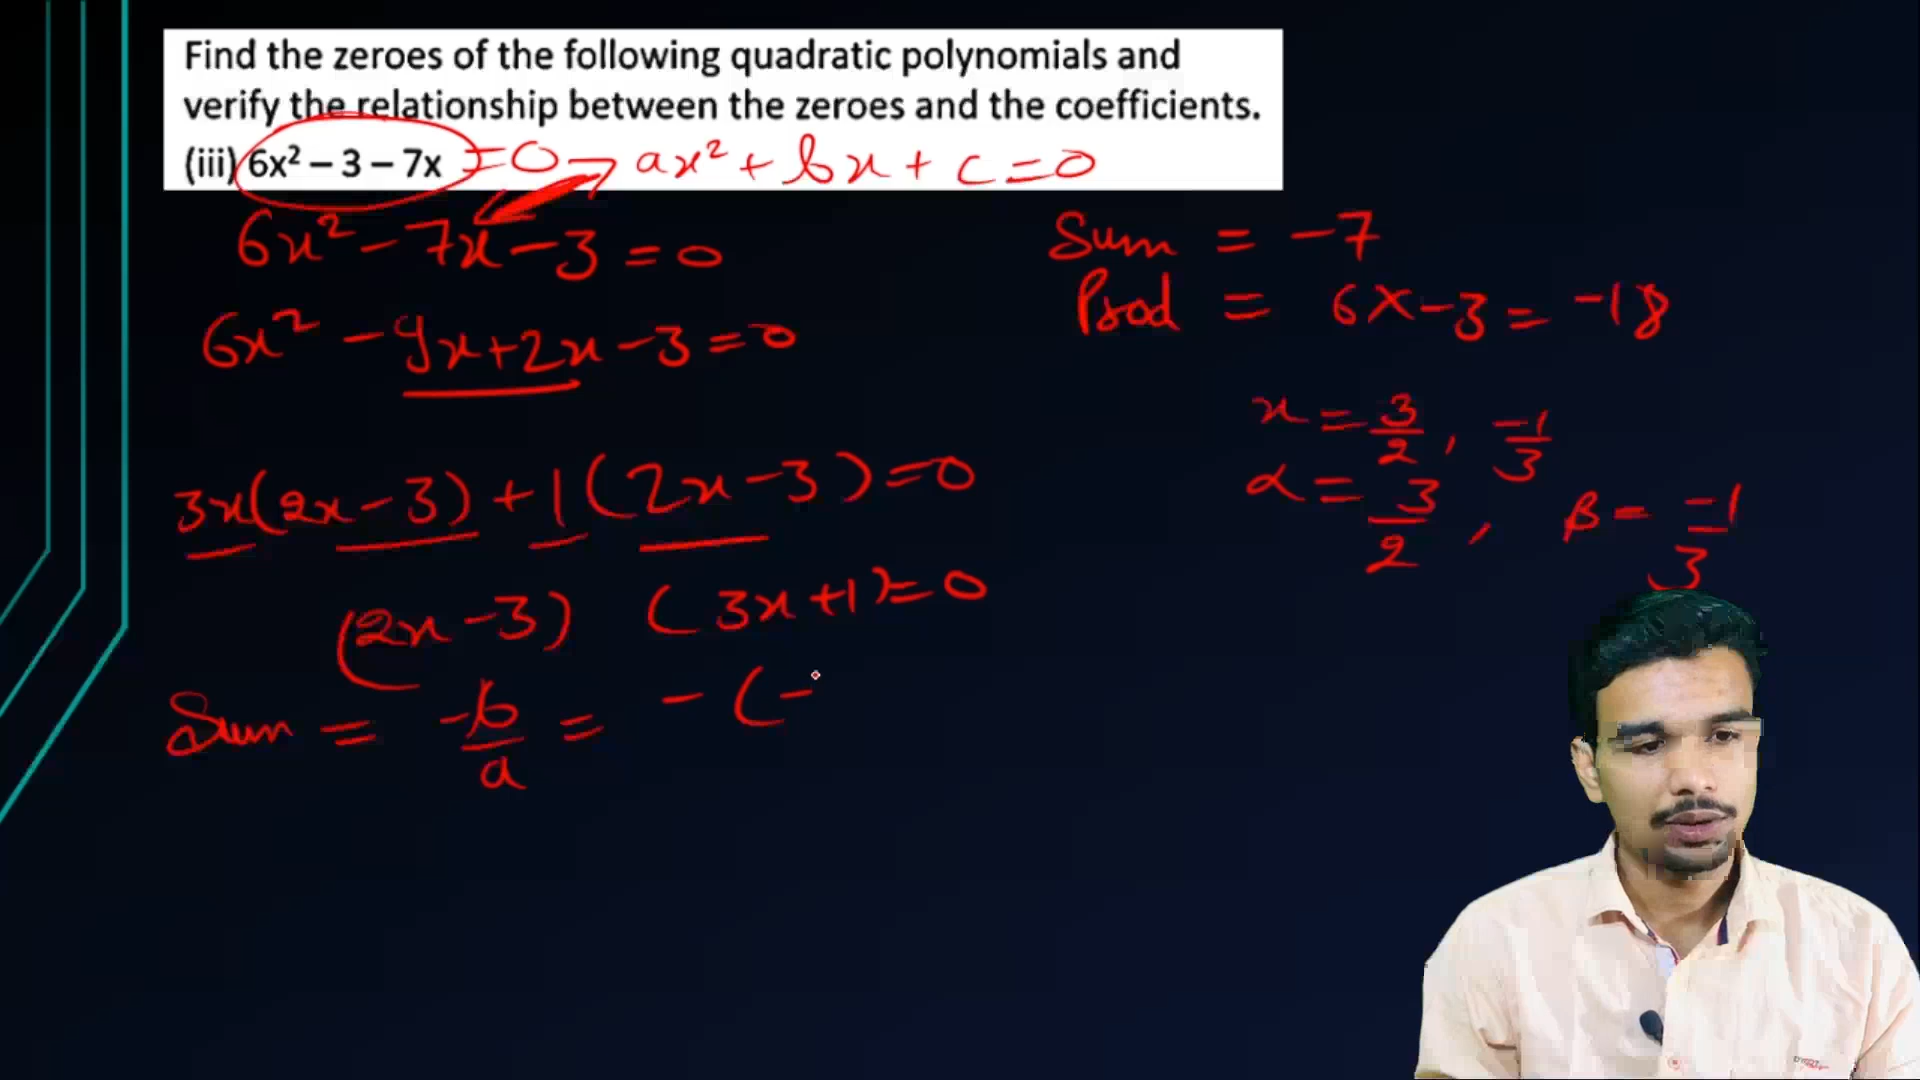 Find the zeroes of the following quadratic polynomials and
verify the relationship between the zeroes and the coefficients.
(iii) 6x² – 3 – 7x = 0 → ax² + bx + c = 0
6x² - 7x - 3 = 0
6x² - 9x + 2x - 3 = 0
3x(2x - 3) + 1(2x - 3) = 0
(2x - 3) (3x + 1) = 0
Sum = -b/a = - (-
Sum = -7
Prod = 6x-3 = -18
x = 3/2, -1/3
α = 3/2, β = -1/3